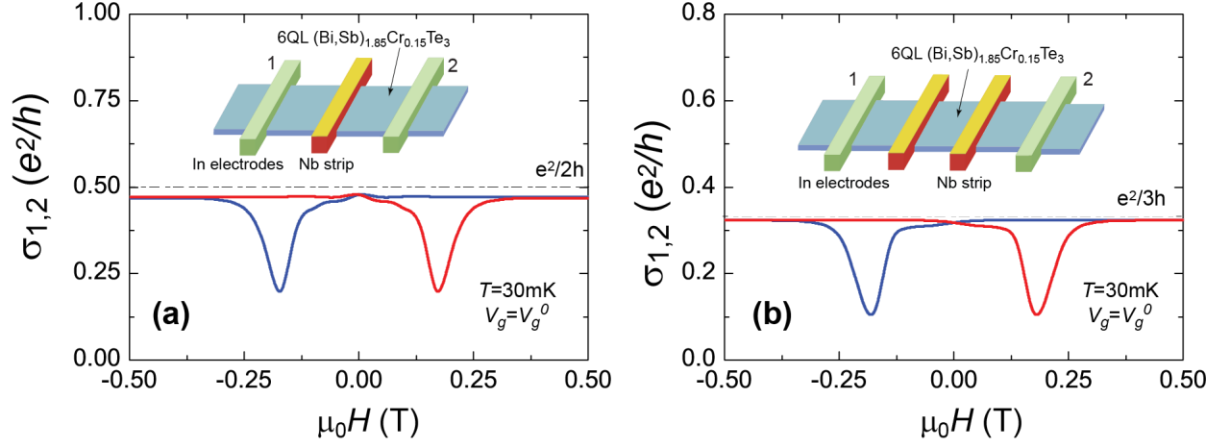 6QL (Bi,Sb)1.85Cr0.15Te3
1
2
In electrodes
Nb strip
e²/2h
T=30mK
Vg=Vg⁰
(a)
σ1,2 (e²/h)
1.00
0.75
0.50
0.25
0.00
-0.50
-0.25
0.00
0.25
0.50
μ0H (T)
6QL (Bi,Sb)1.85Cr0.15Te3
1
2
In electrodes
Nb strip
e²/3h
T=30mK
Vg=Vg⁰
(b)
σ1,2 (e²/h)
0.8
0.6
0.4
0.2
0.0
-0.50
-0.25
0.00
0.25
0.50
μ0H (T)